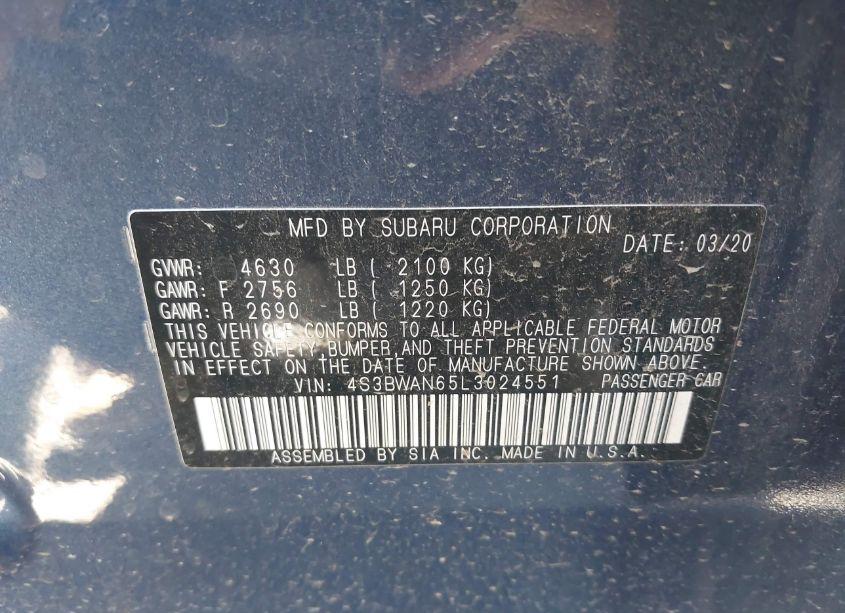 MFD BY SUBARU CORPORATION
DATE: 03/20
GVWR: 4630 LB ( 2100 KG)
GAWR: F 2756 LB ( 1250 KG)
GAWR: R 2690 LB ( 1220 KG)
THIS VEHICLE CONFORMS TO ALL APPLICABLE FEDERAL MOTOR
VEHICLE SAFETY,BUMPER,AND THEFT PREVENTION STANDARDS
IN EFFECT ON THE DATE OF MANUFACTURE SHOWN ABOVE.
VIN: 4S3BWAN65L3024551 PASSENGER CAR
ASSEMBLED BY SIA INC. MADE IN U.S.A.